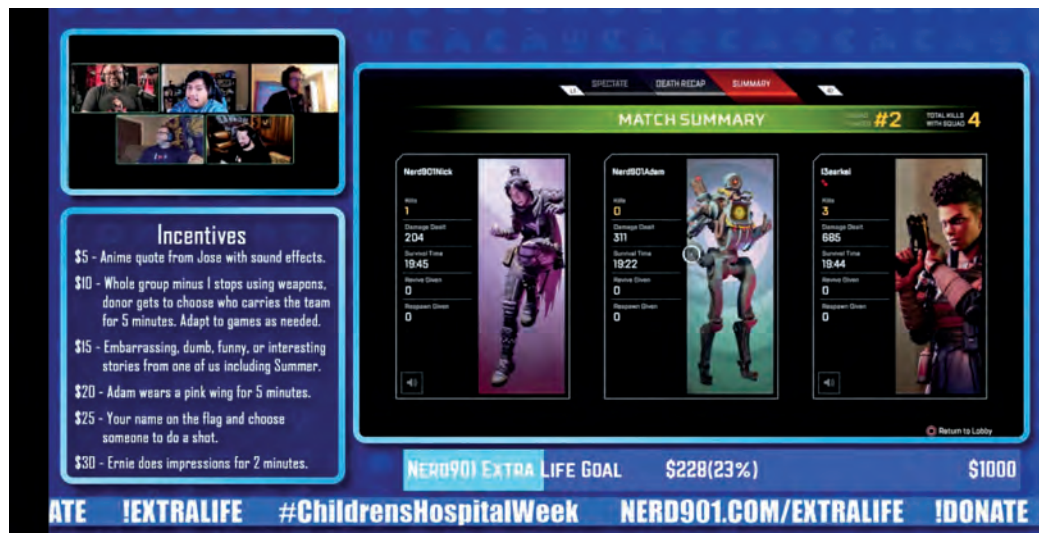 SPECTATE DEATH RECAP SUMMARY
MATCH SUMMARY
#2
TOTAL KILLS
WITH SQUAD 4
Nerd901Nick
Kills
1
Damage Dealt
204
Survival Time
19:45
Revive Given
0
Respawn Given
0
Nerd901Adam
Kills
0
Damage Dealt
311
Survival Time
19:22
Revive Given
0
Respawn Given
0
Kills
3
Damage Dealt
685
Survival Time
19:44
Revive Given
0
Respawn Given
0
Return to Lobby
Incentives
$5 - Anime quote from Jose with sound effects.
$10 - Whole group minus 1 stops using weapons,
donor gets to choose who carries the team
for 5 minutes. Adapt to games as needed.
$15 - Embarrassing, dumb, funny, or interesting
stories from one of us including Summer.
$20 - Adam wears a pink wing for 5 minutes.
$25 - Your name on the flag and choose
someone to do a shot.
$30 - Ernie does impressions for 2 minutes.
NERD901 EXTRA LIFE GOAL $228(23%) $1000
ATE !EXTRALIFE #ChildrensHospitalWeek NERD901.COM/EXTRALIFE !DONATE